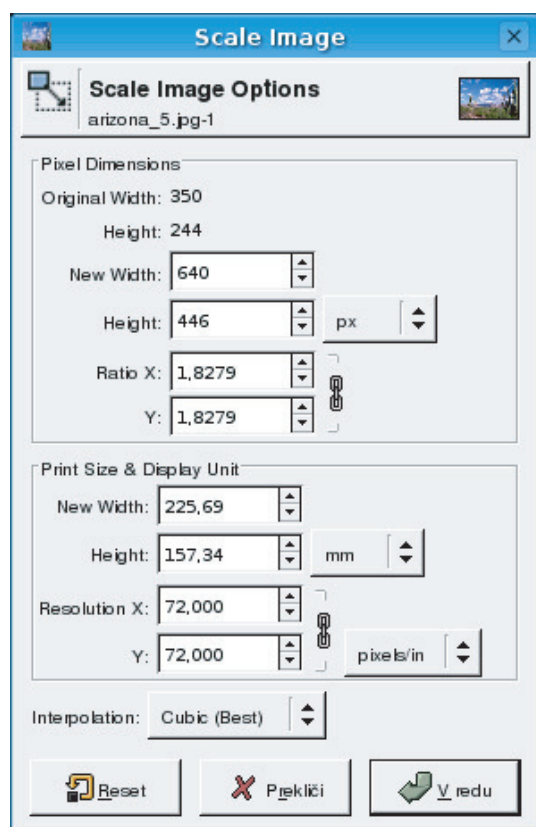 Scale Image
Scale Image Options
arizona_5.jpg-1
Pixel Dimensions
Original Width: 350
Height: 244
New Width: 640
Height: 446 px
Ratio X: 1,8279
Y: 1,8279
Print Size & Display Unit
New Width: 225,69
Height: 157,34 mm
Resolution X: 72,000
Y: 72,000 pixels/in
Interpolation: Cubic (Best)
Reset Prekliči V redu